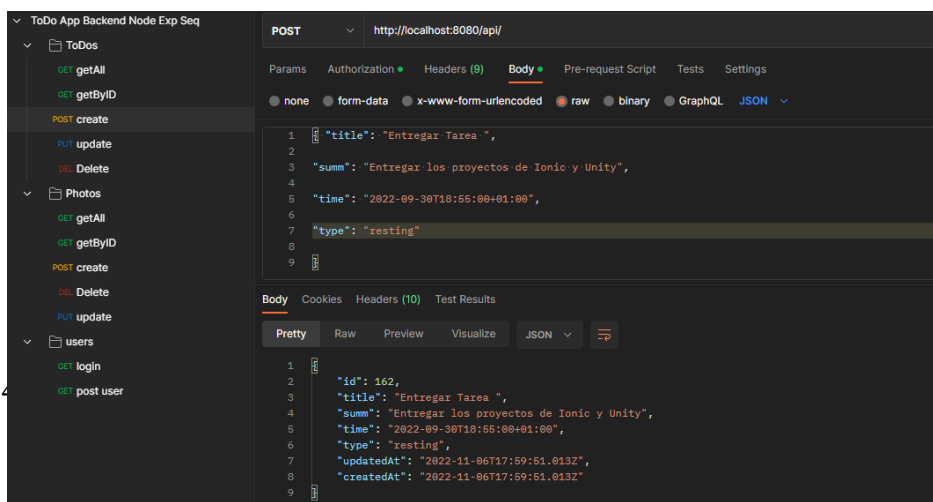 ToDo App Backend Node Exp Seq
ToDos
GET getAll
GET getByID
POST create
PUT update
DEL Delete
Photos
GET getAll
GET getByID
POST create
DEL Delete
PUT update
users
GET login
GET post user
POST http://localhost:8080/api/
Params Authorization Headers (9) Body Pre-request Script Tests Settings
none form-data x-www-form-urlencoded raw binary GraphQL JSON
1 { "title": "Entregar Tarea ",
2
3 "summ": "Entregar los proyectos de Ionic y Unity",
4
5 "time": "2022-09-30T18:55:00+01:00",
6
7 "type": "resting"
8
9 }
Body Cookies Headers (10) Test Results
Pretty Raw Preview Visualize JSON
1 {
2 "id": 162,
3 "title": "Entregar Tarea ",
4 "summ": "Entregar los proyectos de Ionic y Unity",
5 "time": "2022-09-30T18:55:00+01:00",
6 "type": "resting",
7 "updatedAt": "2022-11-06T17:59:51.013Z",
8 "createdAt": "2022-11-06T17:59:51.013Z"
9 }